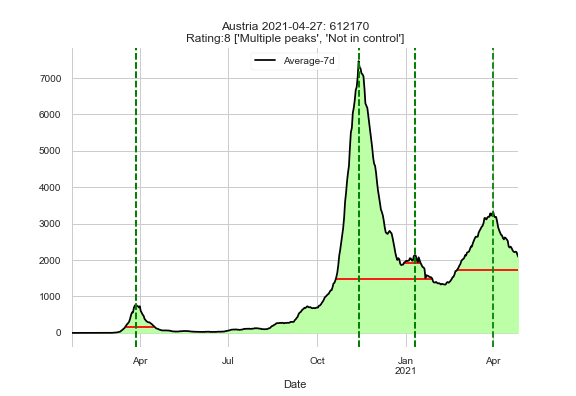 Austria 2021-04-27: 612170
Rating:8 ['Multiple peaks', 'Not in control']
Average-7d
7000
6000
5000
4000
3000
2000
1000
0
Apr Jul Oct Jan Apr
2021
Date